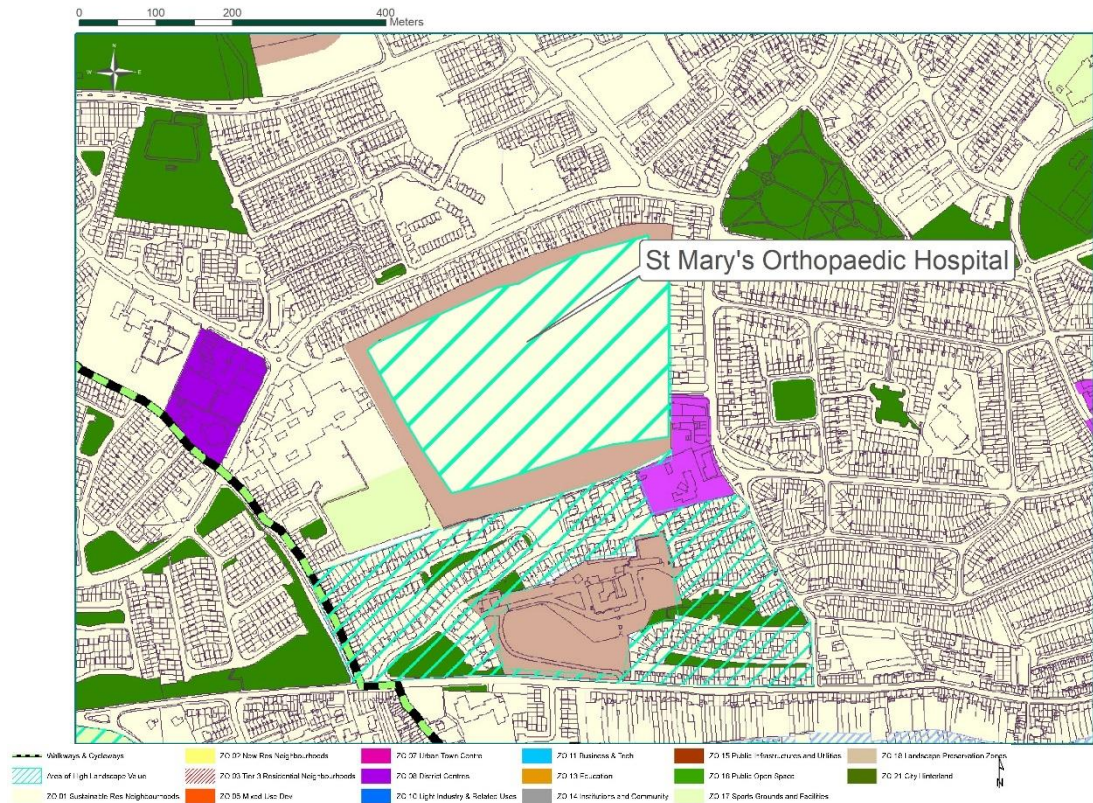 0 100 200 400
Meters
N
W E
S
St Mary's Orthopaedic Hospital
Walkways & Cycleways
ZO 02 New Res Neighbourhoods
ZO 07 Urban Town Centre
ZO 11 Business & Tech
ZO 15 Public Infrastructure and Utilities
ZO 18 Landscape Preservation Zones
Area of High Landscape Value
ZO 03 Tier 3 Residential Neighbourhoods
ZO 08 District Centres
ZO 13 Education
ZO 16 Public Open Space
ZO 21 City Hinterland
ZO 01 Sustainable Res Neighbourhoods
ZO 05 Mixed Use Dev
ZO 10 Light Industry & Related Uses
ZO 14 Institutions and Community
ZO 17 Sports Grounds and Facilities
N